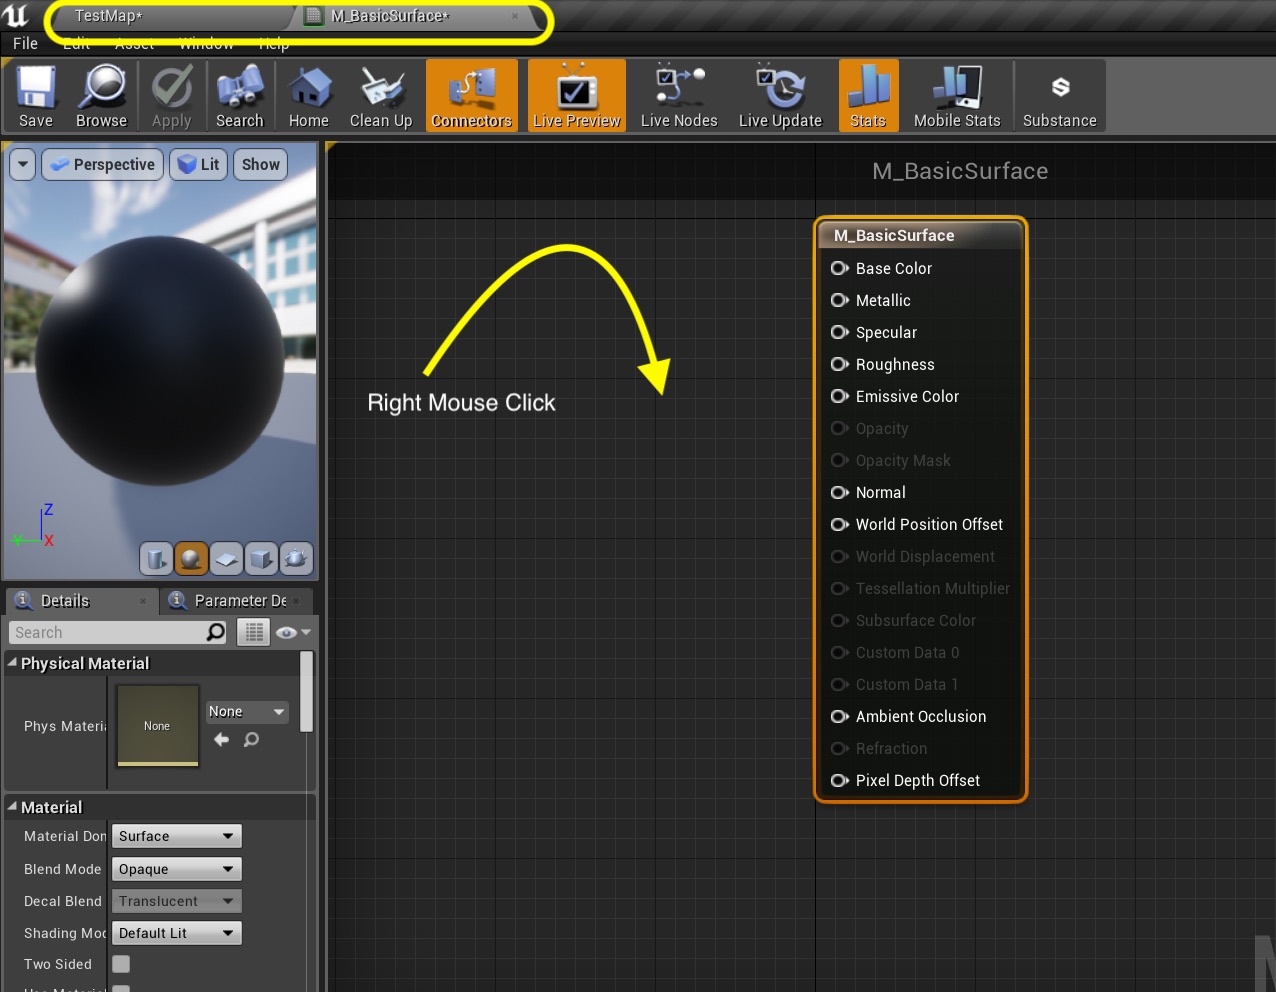 TestMap*
M_BasicSurface*
File Edit Asset Window Help
Save Browse Apply Search Home Clean Up Connectors Live Preview Live Nodes Live Update Stats Mobile Stats Substance
Perspective Lit Show
M_BasicSurface
M_BasicSurface
Base Color
Metallic
Specular
Roughness
Right Mouse Click
Emissive Color
Opacity
Opacity Mask
Normal
World Position Offset
World Displacement
Tessellation Multiplier
Subsurface Color
Custom Data 0
Custom Data 1
Ambient Occlusion
Refraction
Pixel Depth Offset
Z
Y X
Details
Parameter De
Search
Physical Material
Phys Materi
None
None
Material
Material Don
Surface
Blend Mode
Opaque
Decal Blend
Translucent
Shading Mo
Default Lit
Two Sided